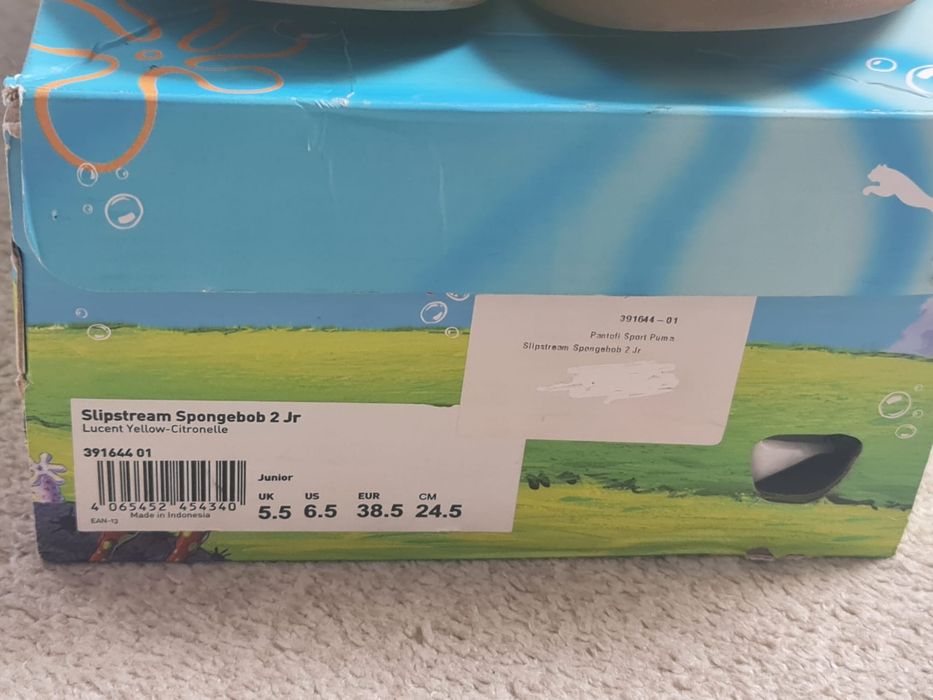 391644-01
Pantofi Sport Puma
Slipstream Spongebob 2 Jr
Slipstream Spongebob 2 Jr
Lucent Yellow-Citronelle
391644 01
4 065452 454340
Made in Indonesia
EAN-13
Junior
UK US EUR CM
5.5 6.5 38.5 24.5